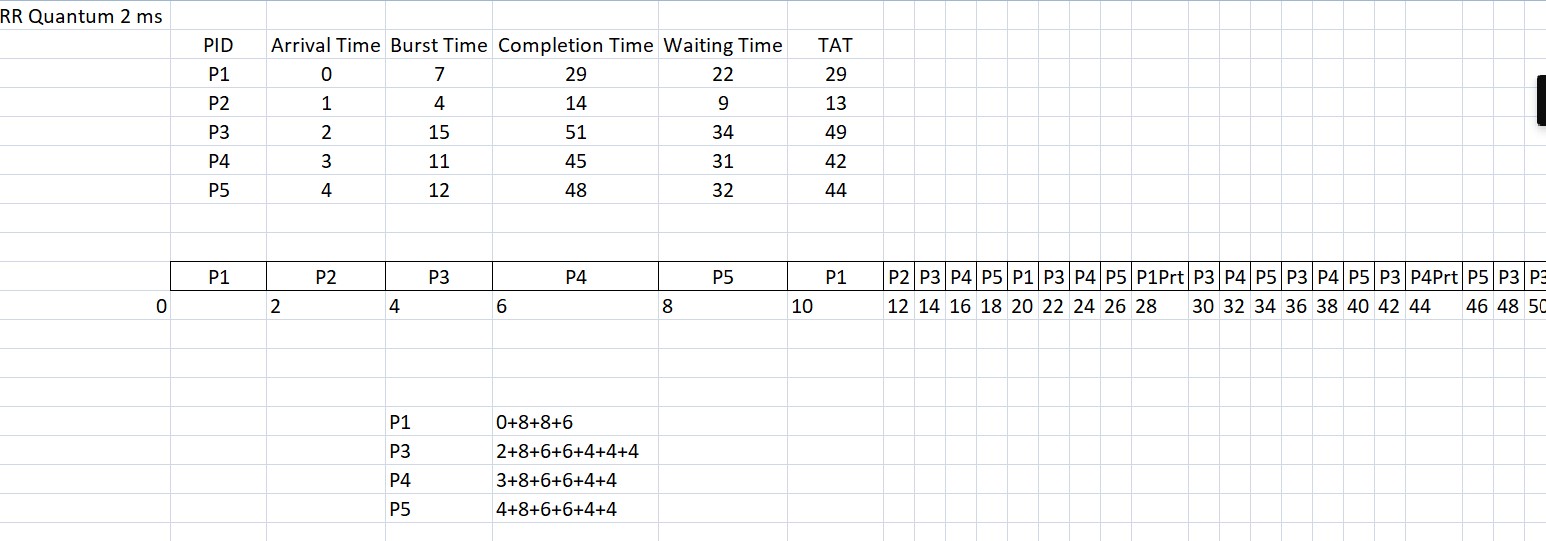 RR Quantum 2 ms
PID Arrival Time Burst Time Completion Time Waiting Time TAT
P1 0 7 29 22 29
P2 1 4 14 9 13
P3 2 15 51 34 49
P4 3 11 45 31 42
P5 4 12 48 32 44
P1 P2 P3 P4 P5 P1 P2 P3 P4 P5 P1 P3 P4 P5 P1Prt P3 P4 P5 P3 P4 P5 P3 P4Prt P5 P3 P3
0 2 4 6 8 10 12 14 16 18 20 22 24 26 28 30 32 34 36 38 40 42 44 46 48 50
P1 0+8+8+6
P3 2+8+6+6+4+4+4
P4 3+8+6+6+4+4
P5 4+8+6+6+4+4